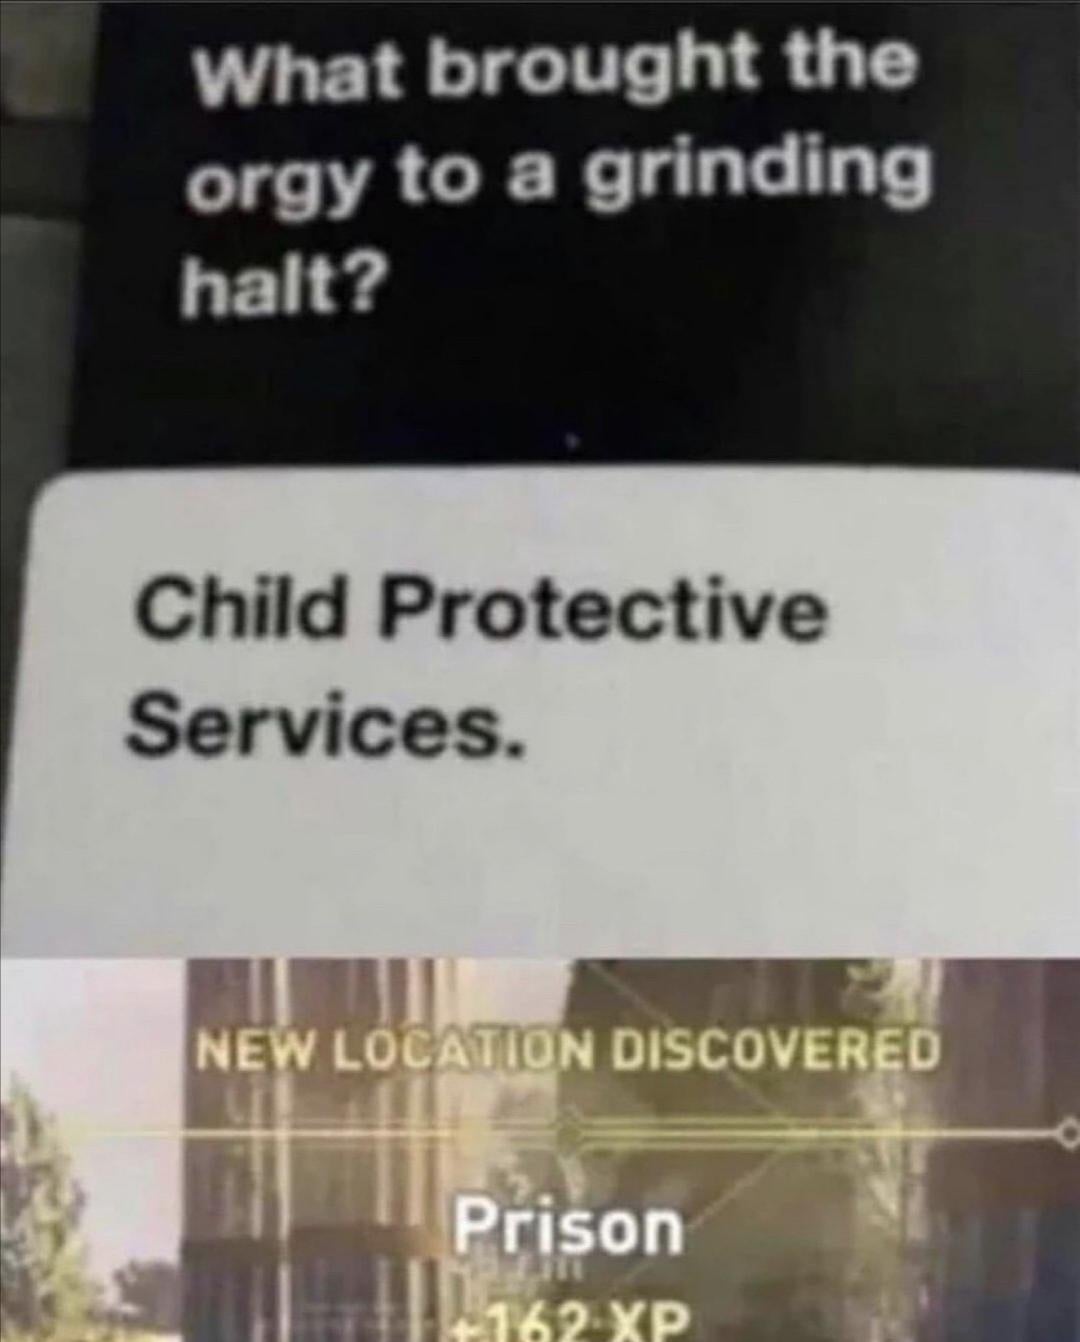 What brought the
orgy to a grinding
halt?
Child Protective
Services.
NEW LOCATION DISCOVERED
Prison
+162 XP